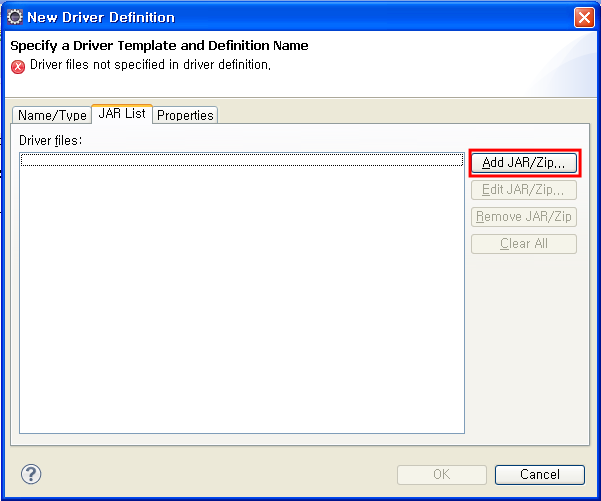 New Driver Definition
Specify a Driver Template and Definition Name
Driver files not specified in driver definition.
Name/Type JAR List Properties
Driver files:
Add JAR/Zip...
Edit JAR/Zip...
Remove JAR/Zip
Clear All
?
OK Cancel